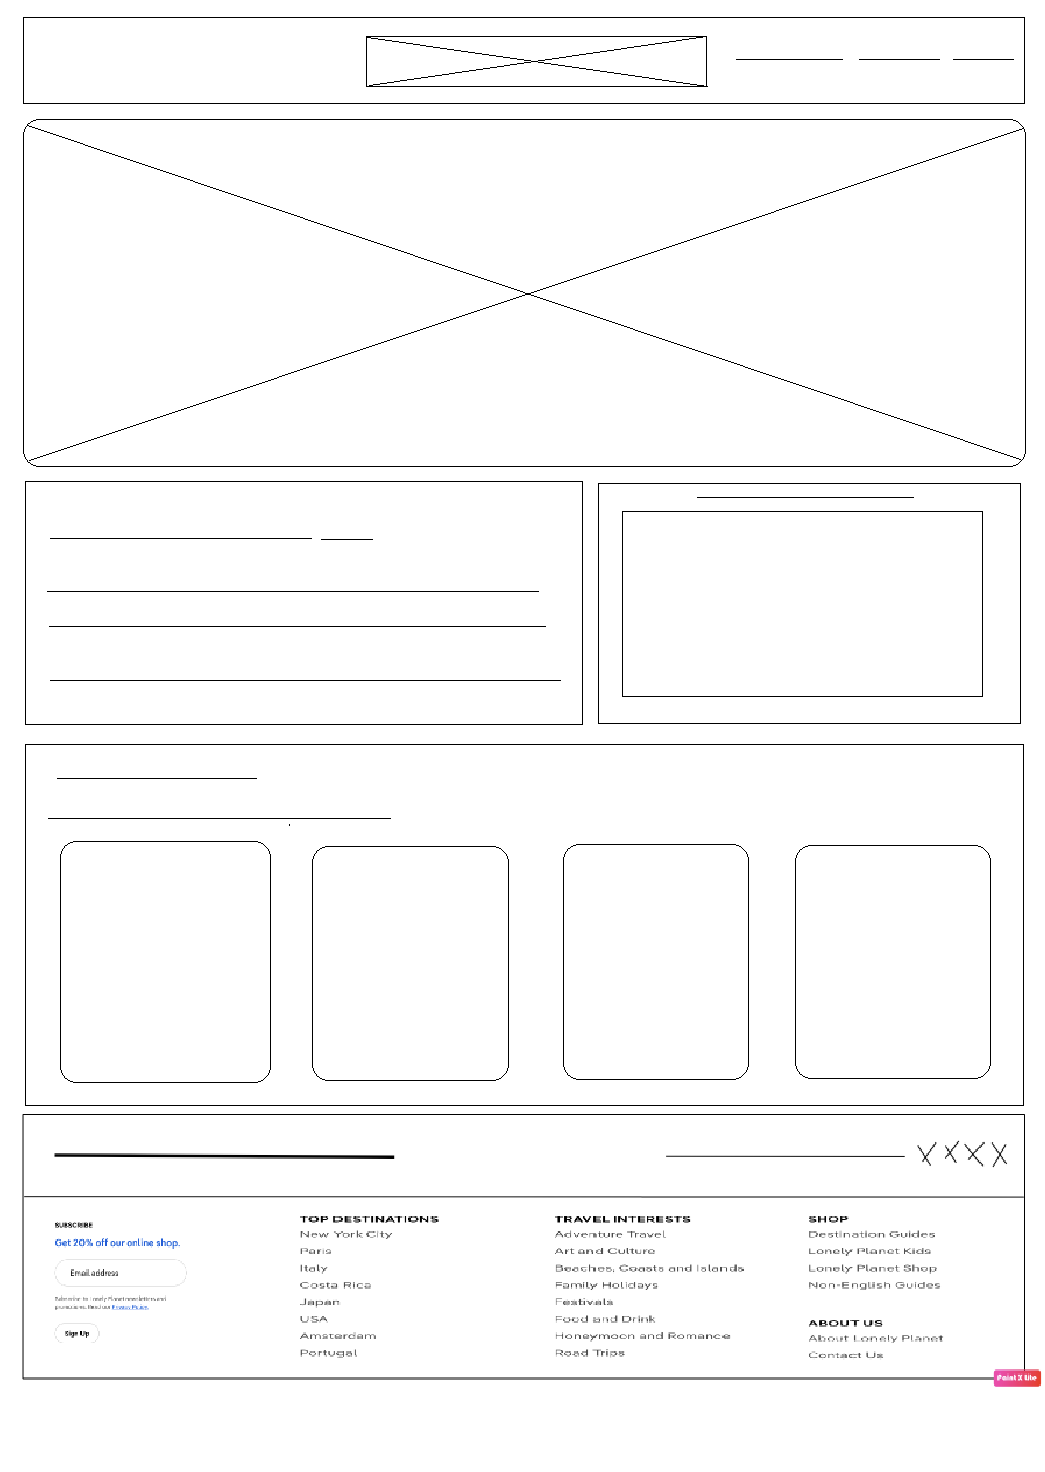 SUBSCRIBE
Get 20% off our online shop.
Email address
Subscribe to Lonely Planet newsletters and
promotions. Read our Privacy Policy.
Sign Up
TOP DESTINATIONS
New York City
Paris
Italy
Costa Rica
Japan
USA
Amsterdam
Portugal
TRAVEL INTERESTS
Adventure Travel
Art and Culture
Beaches, Coasts and Islands
Family Holidays
Festivals
Food and Drink
Honeymoon and Romance
Road Trips
SHOP
Destination Guides
Lonely Planet Kids
Lonely Planet Shop
Non-English Guides
ABOUT US
About Lonely Planet
Contact Us
Paint X Lite